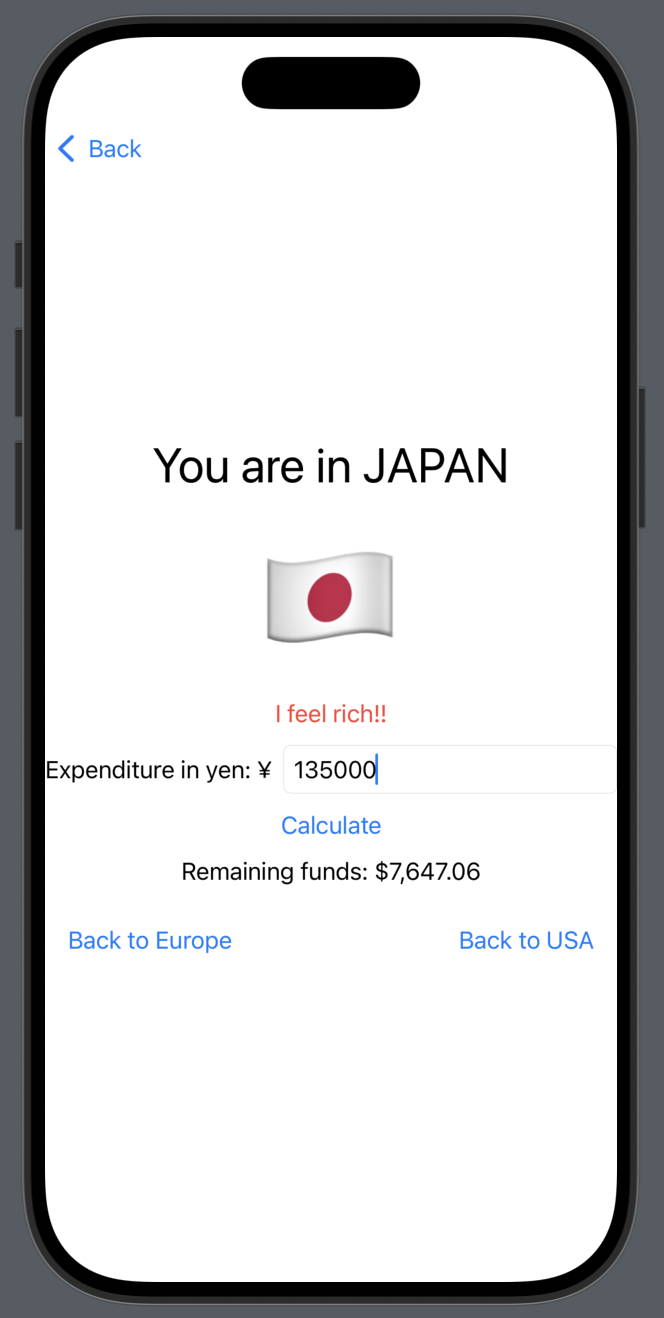 Back
You are in JAPAN
I feel rich!!
Expenditure in yen: ¥ 135000
Calculate
Remaining funds: $7,647.06
Back to Europe Back to USA